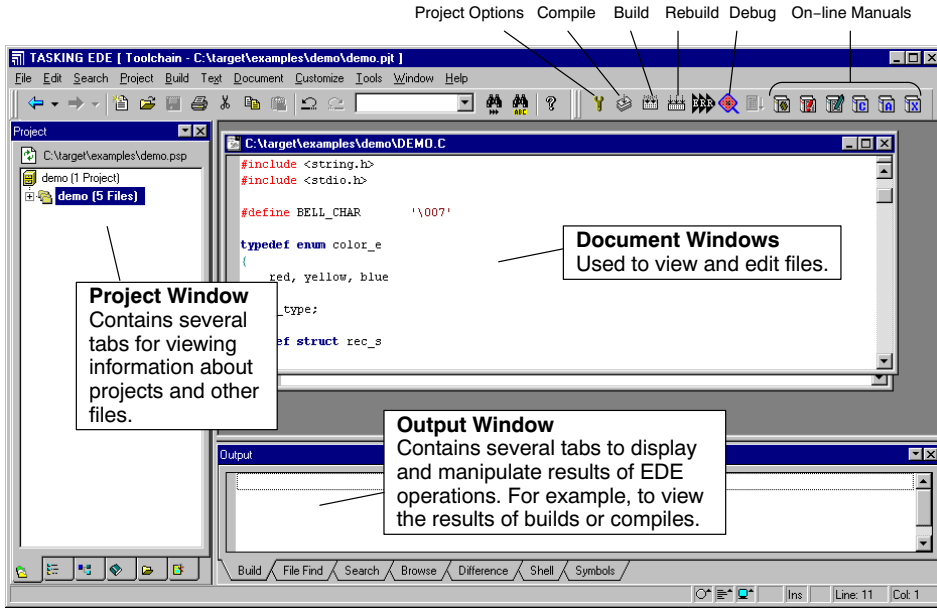 Project Options Compile Build Rebuild Debug On-line Manuals
TASKING EDE [ Toolchain - C:\target\examples\demo\demo.pjt ]
File Edit Search Project Build Text Document Customize Tools Window Help
Project
C:\target\examples\demo.psp
demo (1 Project)
demo (5 Files)
C:\target\examples\demo\DEMO.C
#include <string.h>
#include <stdio.h>
#define BELL_CHAR '\007'
typedef enum color_e
{
red, yellow, blue
_type;
ef struct rec_s
Document Windows
Used to view and edit files.
Project Window
Contains several
tabs for viewing
information about
projects and other
files.
Output Window
Contains several tabs to display
and manipulate results of EDE
operations. For example, to view
the results of builds or compiles.
Output
Build File Find Search Browse Difference Shell Symbols
Ins Line: 11 Col: 1